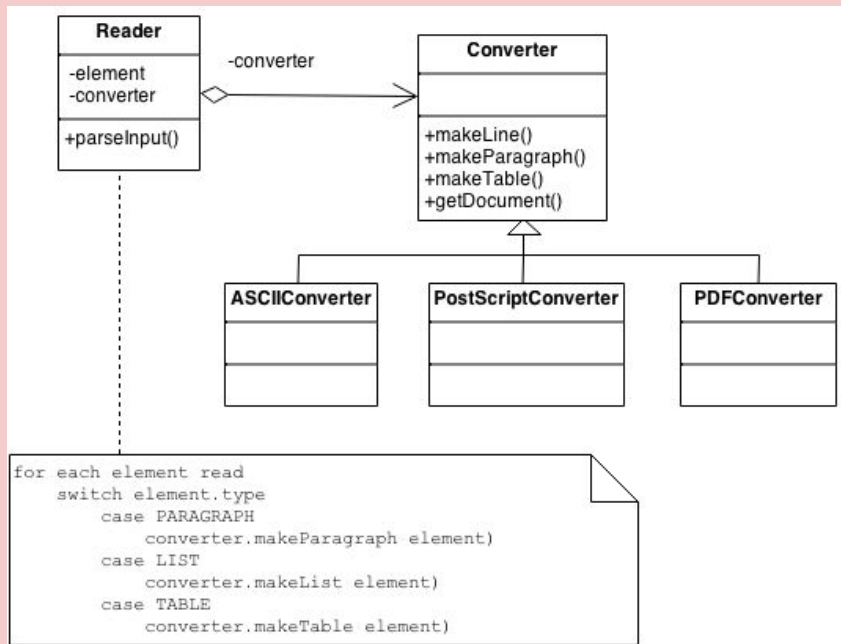 Reader
-element
-converter
+parseInput()
-converter
Converter
+makeLine()
+makeParagraph()
+makeTable()
+getDocument()
ASCIIConverter
PostScriptConverter
PDFConverter
for each element read
switch element.type
case PARAGRAPH
converter.makeParagraph element)
case LIST
converter.makeList element)
case TABLE
converter.makeTable element)